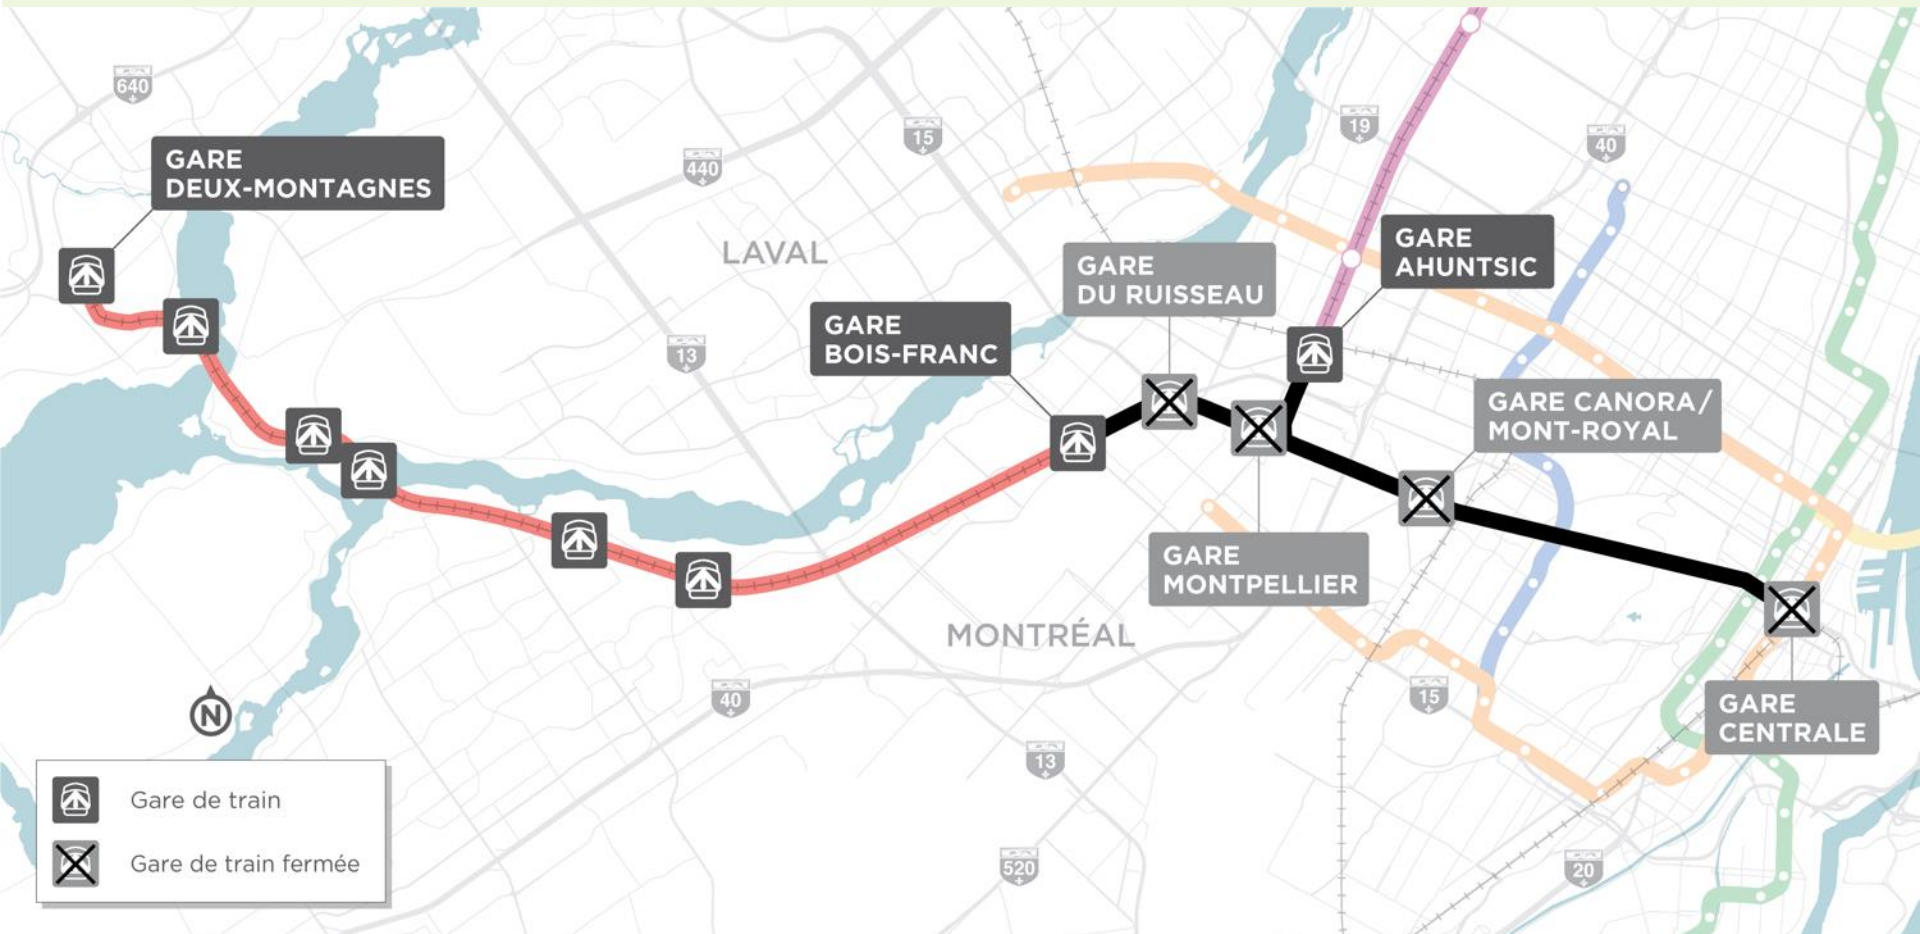 640
15
19
40
440
GARE
DEUX-MONTAGNES
LAVAL
GARE
AHUNTSIC
GARE
DU RUISSEAU
GARE
BOIS-FRANC
13
GARE CANORA/
MONT-ROYAL
GARE
MONTPELLIER
MONTRÉAL
40
15
N
GARE
CENTRALE
13
Gare de train
Gare de train fermée
520
20